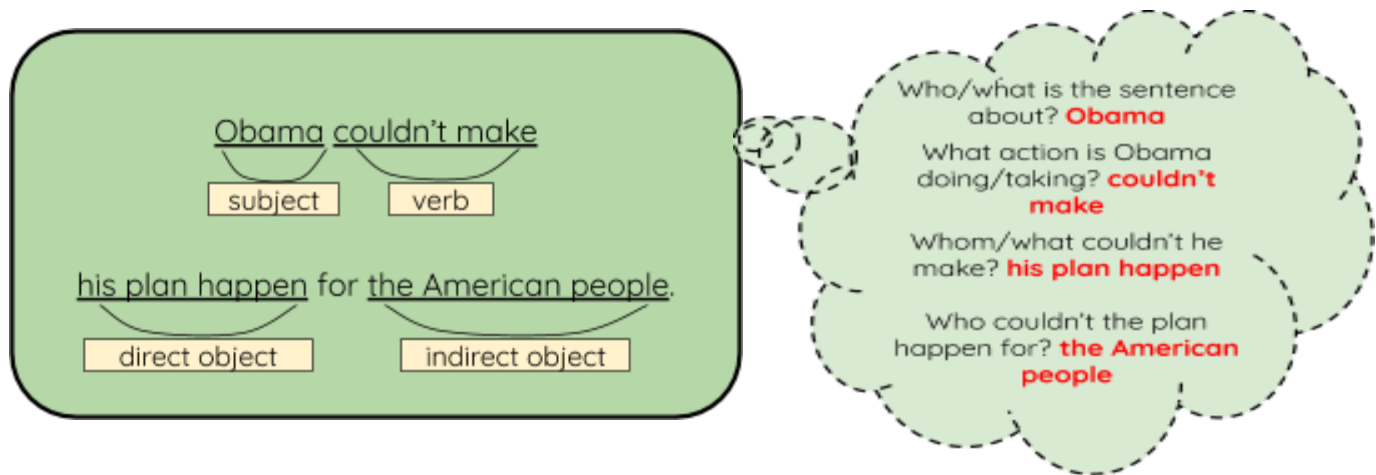 Obama couldn't make
subject verb
his plan happen for the American people.
direct object indirect object
Who/what is the sentence
about? Obama
What action is Obama
doing/taking? couldn't
make
Whom/what couldn't he
make? his plan happen
Who couldn't the plan
happen for? the American
people